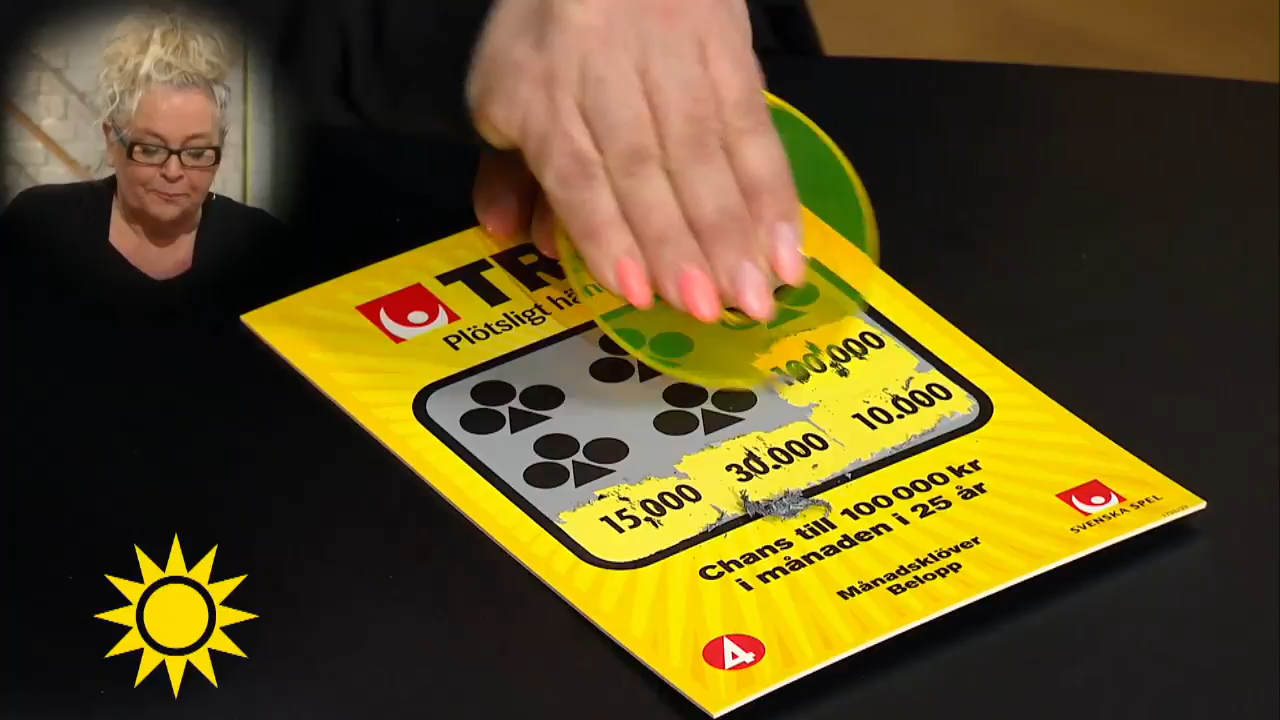 TR
Plötsligt hän
100.000
10.000
30.000
15.000
Chans till 100 000 kr
i månaden i 25 år
Månadsklöver
Belopp
SVENSKA SPEL
4